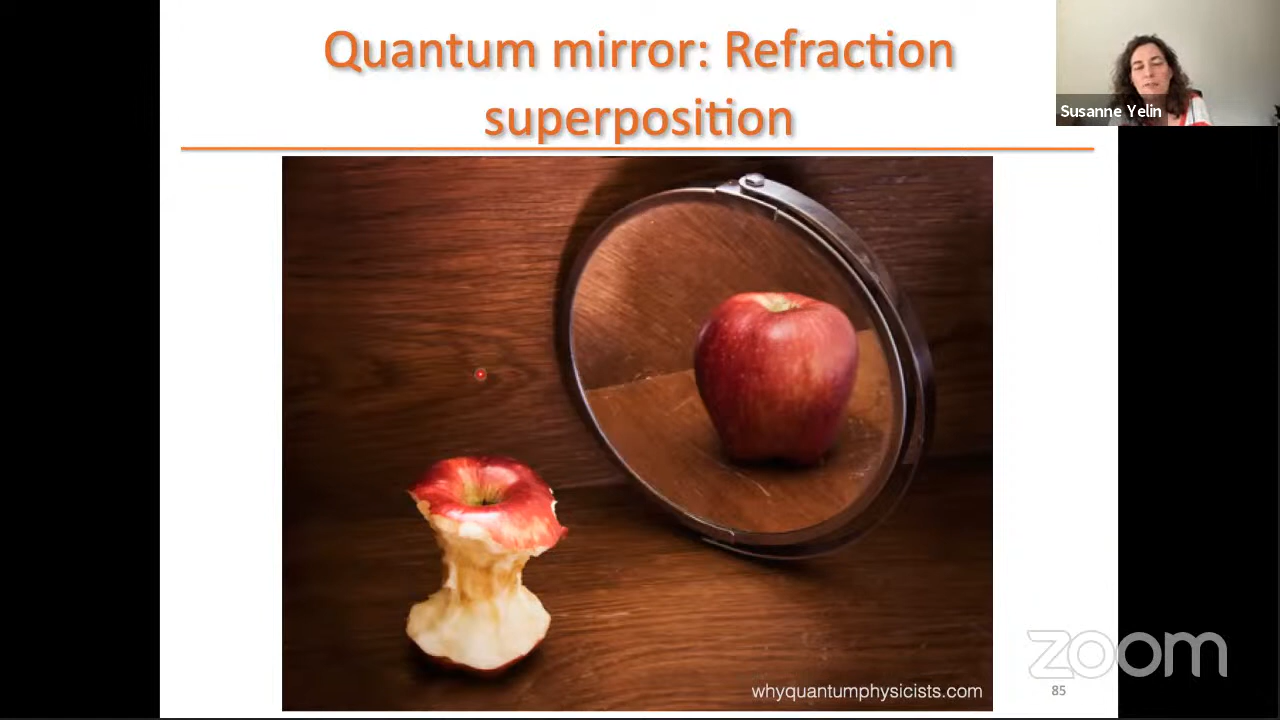 Quantum mirror: Refraction
superposition
Susanne Yelin
whyquantumphysicists.com
zoom
85